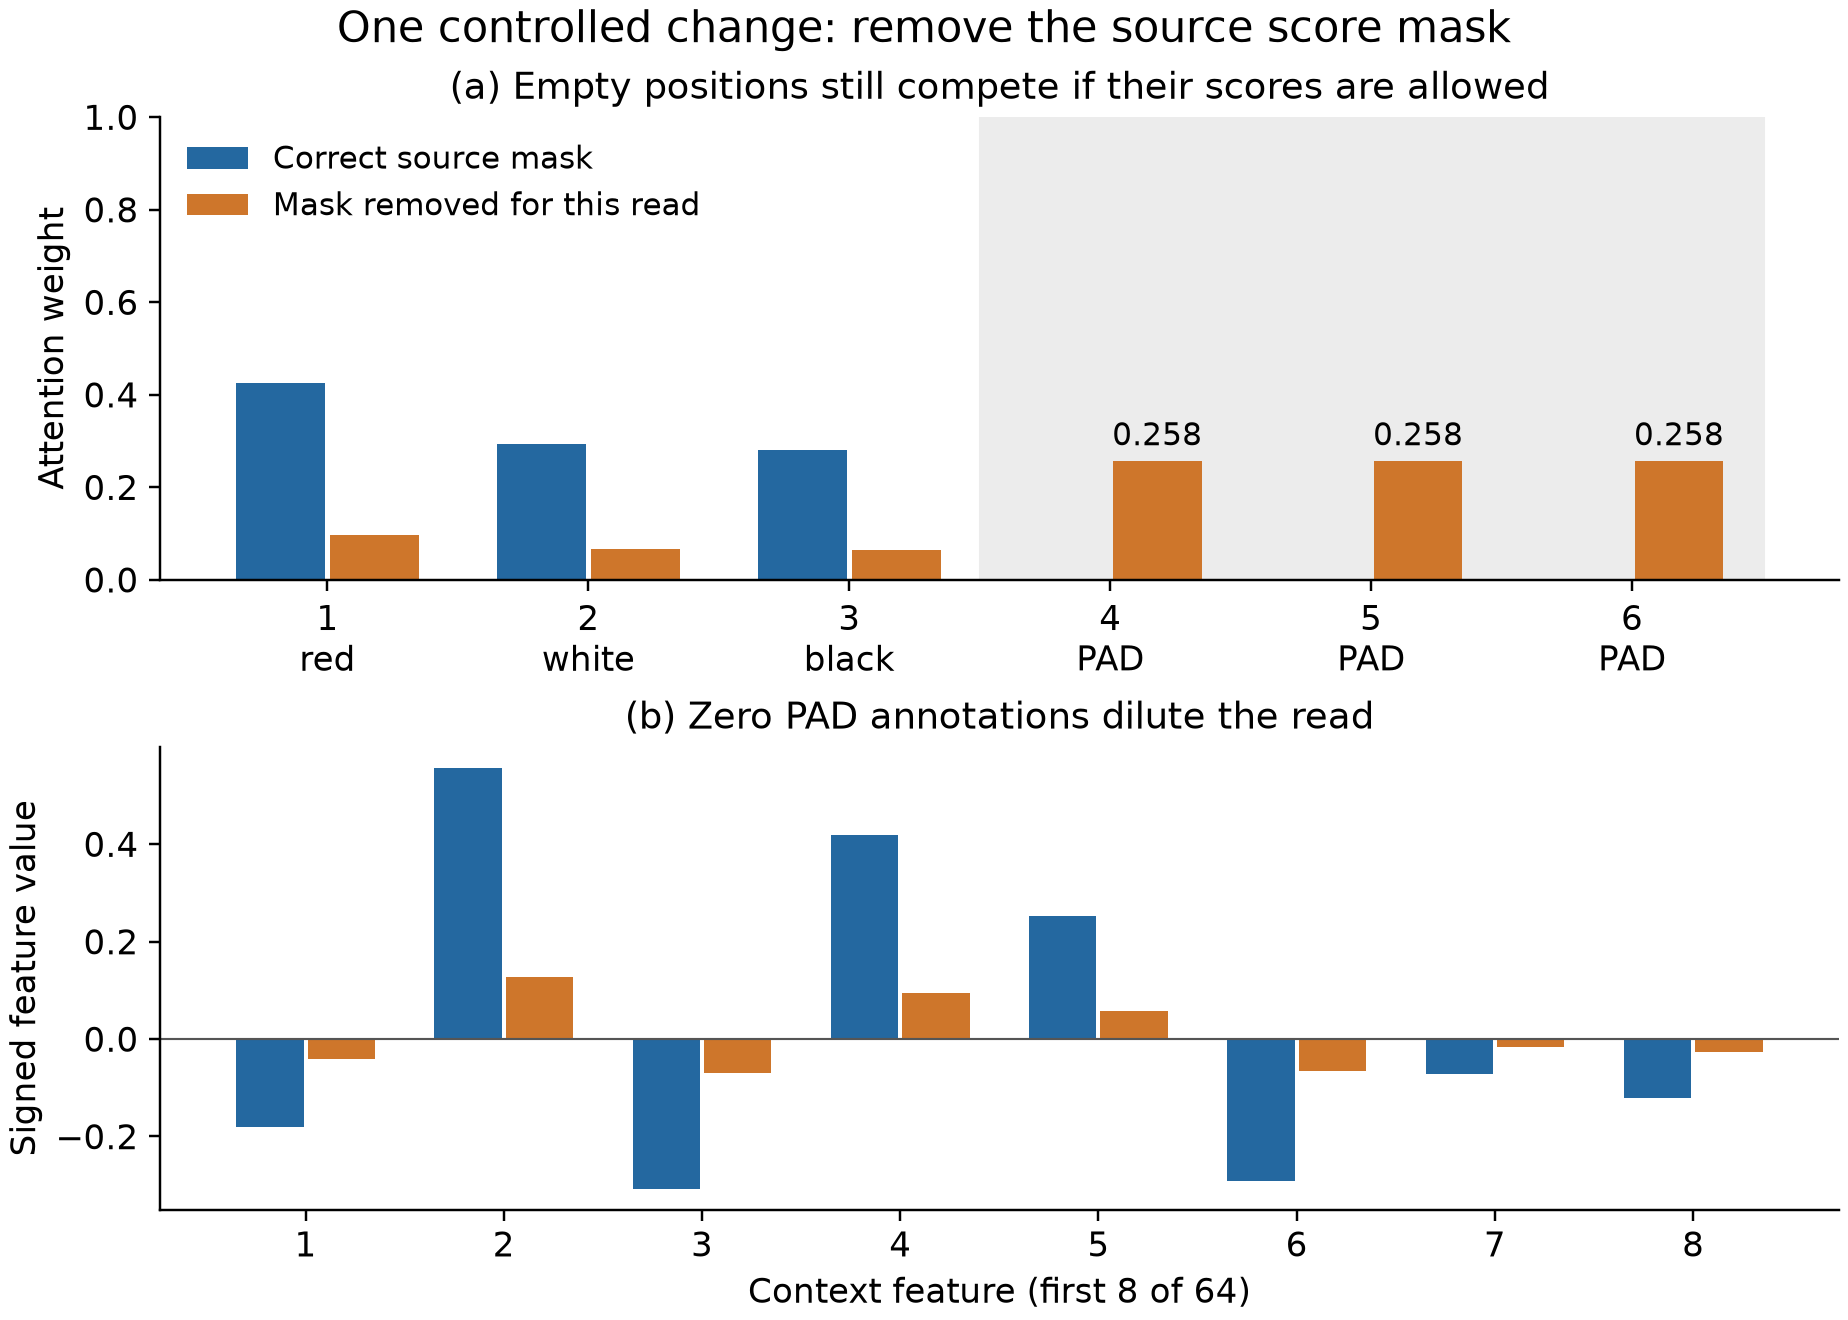 One controlled change: remove the source score mask
(a) Empty positions still compete if their scores are allowed
Attention weight
1.0
0.8
0.6
0.4
0.2
0.0
Correct source mask
Mask removed for this read
0.258 0.258 0.258
1 2 3 4 5 6
red white black PAD PAD PAD
(b) Zero PAD annotations dilute the read
Signed feature value
0.4
0.2
0.0
−0.2
1 2 3 4 5 6 7 8
Context feature (first 8 of 64)